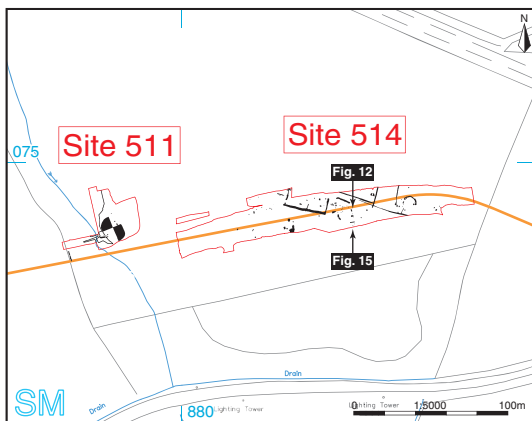 N
Site 514
Site 511
075
Fig. 12
Fig. 15
Drain
SM
Drain
880
Lighting Tower
Lighting Tower
0 1:5000 100m